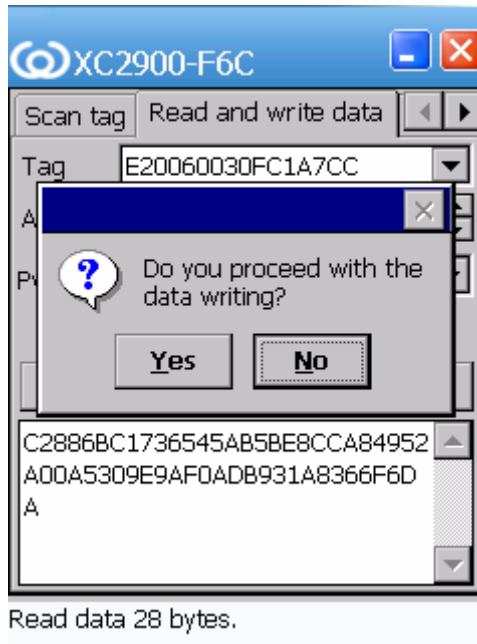 XC2900-F6C
Scan tag Read and write data
Tag E20060030FC1A7CC
A
Do you proceed with the
data writing?
Yes No
C2886BC1736545AB5BE8CCA84952
A00A5309E9AF0ADB931A8366F6D
A
Read data 28 bytes.